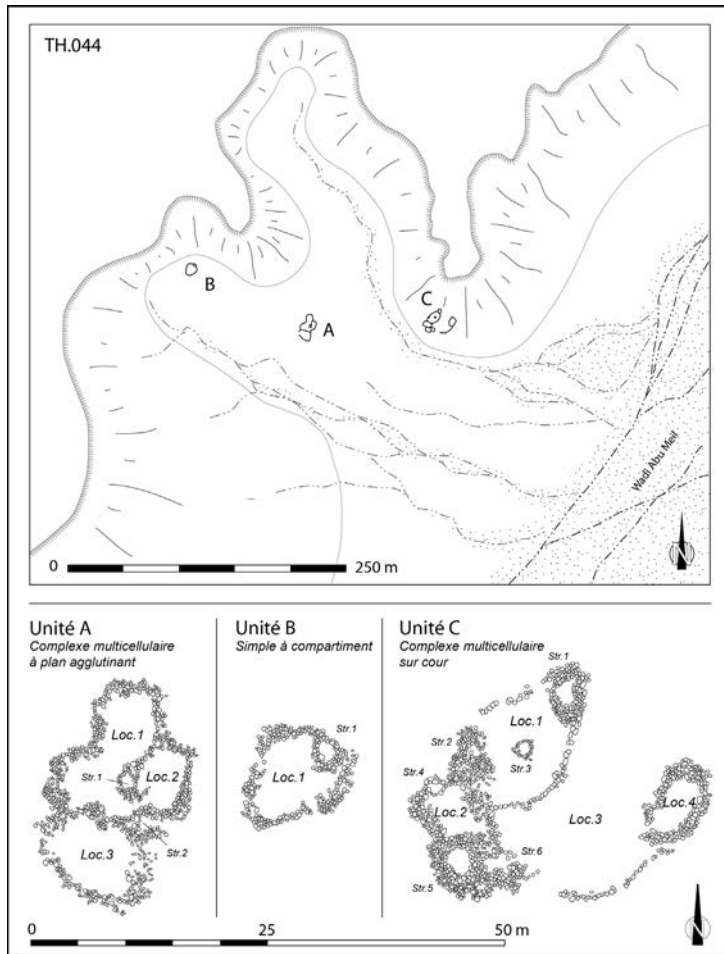 TH.044
B
A
C
Wadi Abu Meil
0 250 m
N
Unité A
Complexe multicellulaire
à plan agglutinant
Loc.1
Str.1
Loc.2
Loc.3
Str.2
Unité B
Simple à compartiment
Str.1
Loc.1
Unité C
Complexe multicellulaire
sur cour
Str.1
Loc.1
Str.2
Str.3
Str.4
Loc.2
Loc.4
Loc.3
Str.6
Str.5
N
0 25 50 m